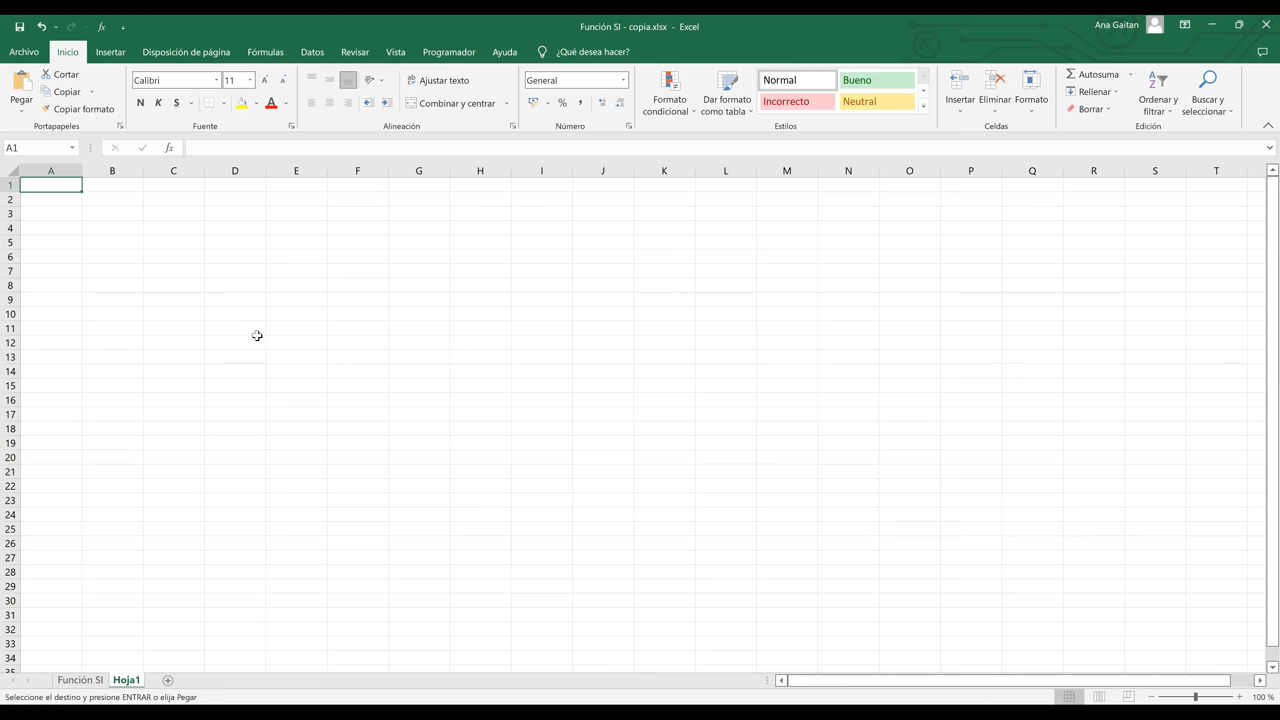 Función SI - copia.xlsx - Excel
Ana Gaitan
Archivo Inicio Insertar Disposición de página Fórmulas Datos Revisar Vista Programador Ayuda ¿Qué desea hacer?
Pegar
Cortar
Copiar
Copiar formato
Portapapeles
Calibri 11
N K S
Fuente
Ajustar texto
Combinar y centrar
Alineación
General
%
Número
Formato condicional
Dar formato como tabla
Normal Bueno
Incorrecto Neutral
Estilos
Insertar Eliminar Formato
Celdas
Autosuma
Rellenar
Borrar
Ordenar y filtrar
Buscar y seleccionar
Edición
A1 fx
A B C D E F G H I J K L M N O P Q R S T
1
2
3
4
5
6
7
8
9
10
11
12
13
14
15
16
17
18
19
20
21
22
23
24
25
26
27
28
29
30
31
32
33
34
35
Función SI Hoja1
Seleccione el destino y presione ENTRAR o elija Pegar
100 %